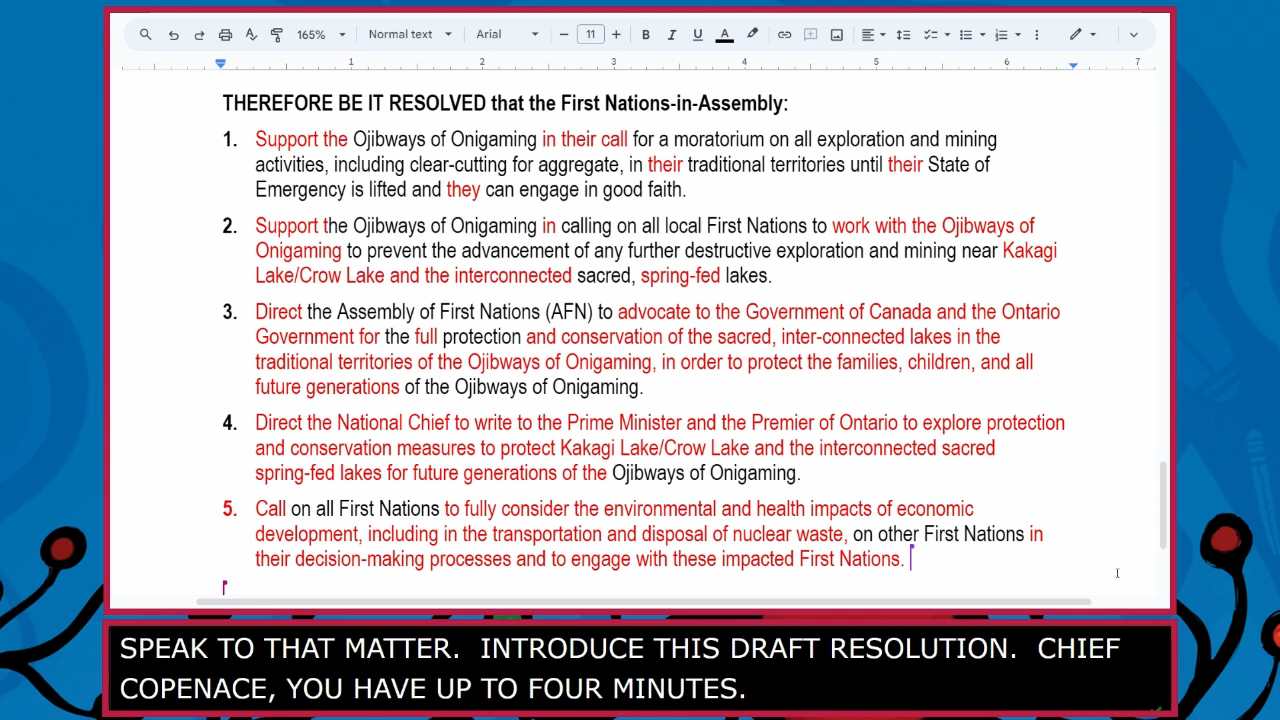 165%
Normal text
Arial
11
1 2 3 4 5 6 7
THEREFORE BE IT RESOLVED that the First Nations-in-Assembly:
1. Support the Ojibways of Onigaming in their call for a moratorium on all exploration and mining
activities, including clear-cutting for aggregate, in their traditional territories until their State of
Emergency is lifted and they can engage in good faith.
2. Support the Ojibways of Onigaming in calling on all local First Nations to work with the Ojibways of
Onigaming to prevent the advancement of any further destructive exploration and mining near Kakagi
Lake/Crow Lake and the interconnected sacred, spring-fed lakes.
3. Direct the Assembly of First Nations (AFN) to advocate to the Government of Canada and the Ontario
Government for the full protection and conservation of the sacred, inter-connected lakes in the
traditional territories of the Ojibways of Onigaming, in order to protect the families, children, and all
future generations of the Ojibways of Onigaming.
4. Direct the National Chief to write to the Prime Minister and the Premier of Ontario to explore protection
and conservation measures to protect Kakagi Lake/Crow Lake and the interconnected sacred
spring-fed lakes for future generations of the Ojibways of Onigaming.
5. Call on all First Nations to fully consider the environmental and health impacts of economic
development, including in the transportation and disposal of nuclear waste, on other First Nations in
their decision-making processes and to engage with these impacted First Nations.
SPEAK TO THAT MATTER.  INTRODUCE THIS DRAFT RESOLUTION.  CHIEF
COPENACE, YOU HAVE UP TO FOUR MINUTES.